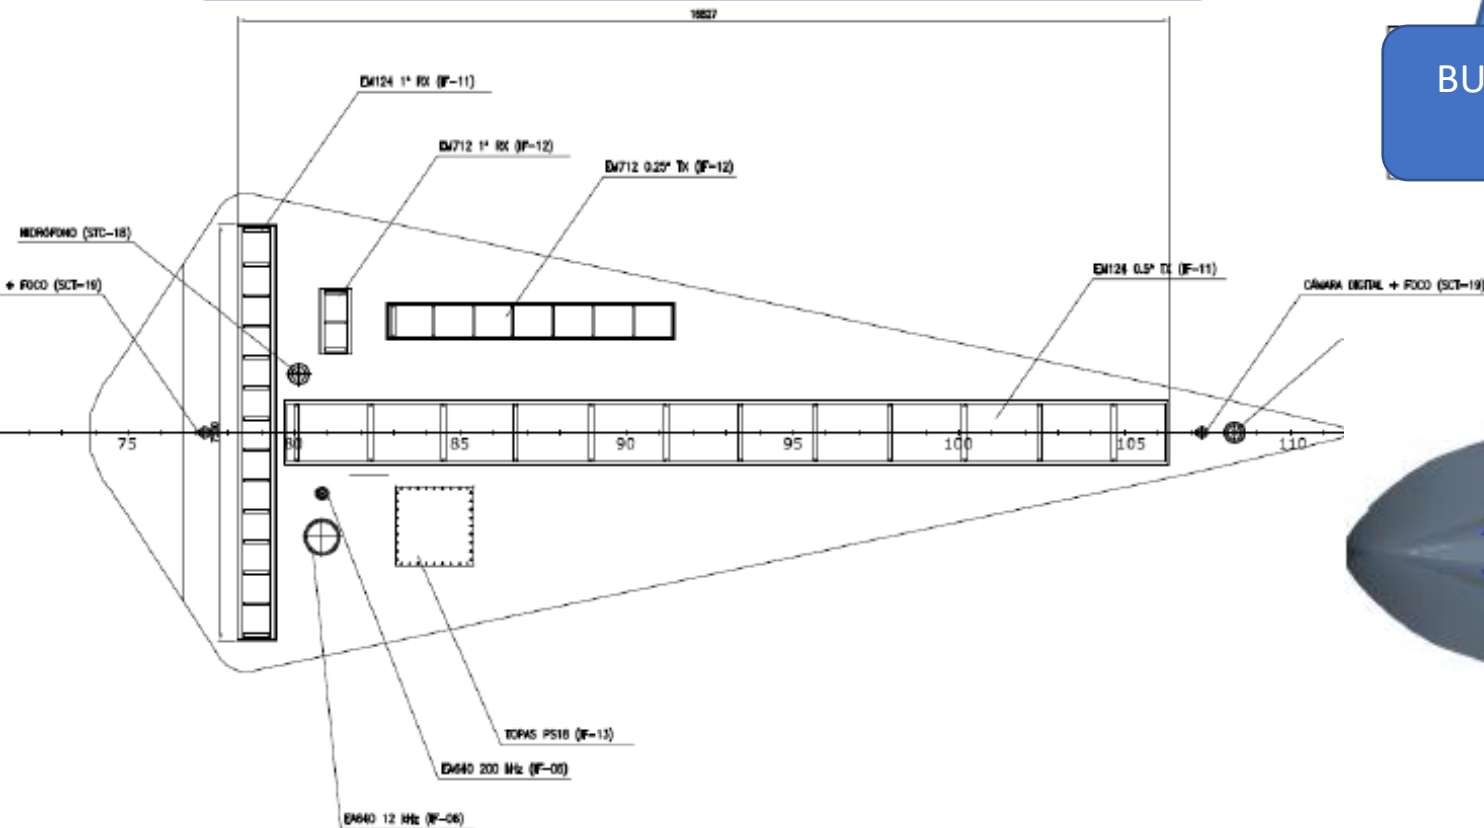 EM124 1° RX (IF-11)
BU
EM712 1° RX (IF-12)
EM712 0.25° TX (IF-12)
HIDRÓFONO (STC-18)
EM124 0.5° TX (IF-11)
+ FOCO (SCT-19)
CÁMARA DIGITAL + FOCO (SCT-19)
75 80 85 90 95 100 105 110
TOPAS PS18 (IF-13)
EA640 200 kHz (IF-06)
EA640 12 kHz (IF-06)